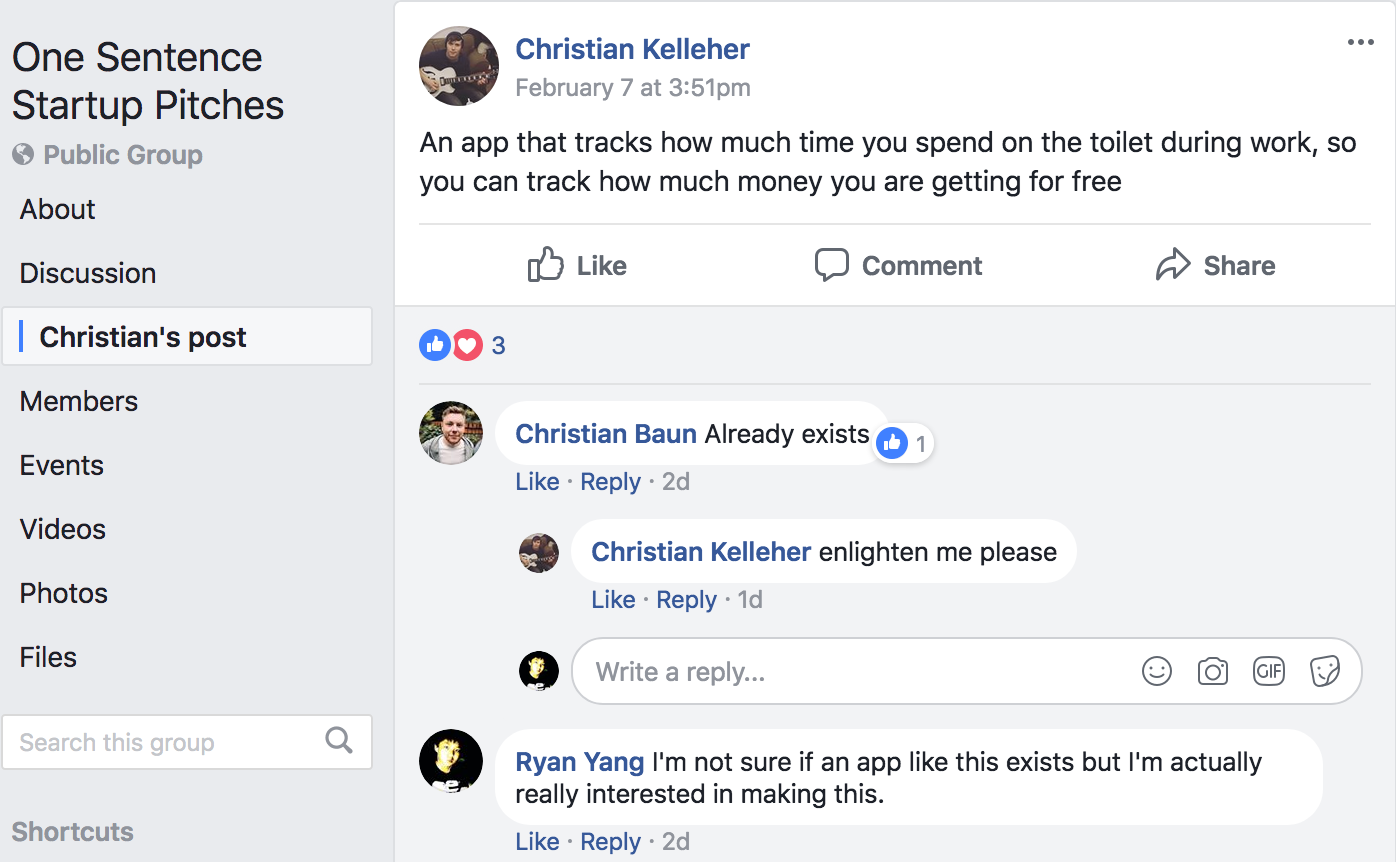 One Sentence
Startup Pitches
Public Group
About
Discussion
Christian's post
Members
Events
Videos
Photos
Files
Search this group
Shortcuts
Christian Kelleher
February 7 at 3:51pm
An app that tracks how much time you spend on the toilet during work, so
you can track how much money you are getting for free
Like Comment Share
3
Christian Baun Already exists 1
Like · Reply · 2d
Christian Kelleher enlighten me please
Like · Reply · 1d
Write a reply... GIF
Ryan Yang I'm not sure if an app like this exists but I'm actually
really interested in making this.
Like · Reply · 2d